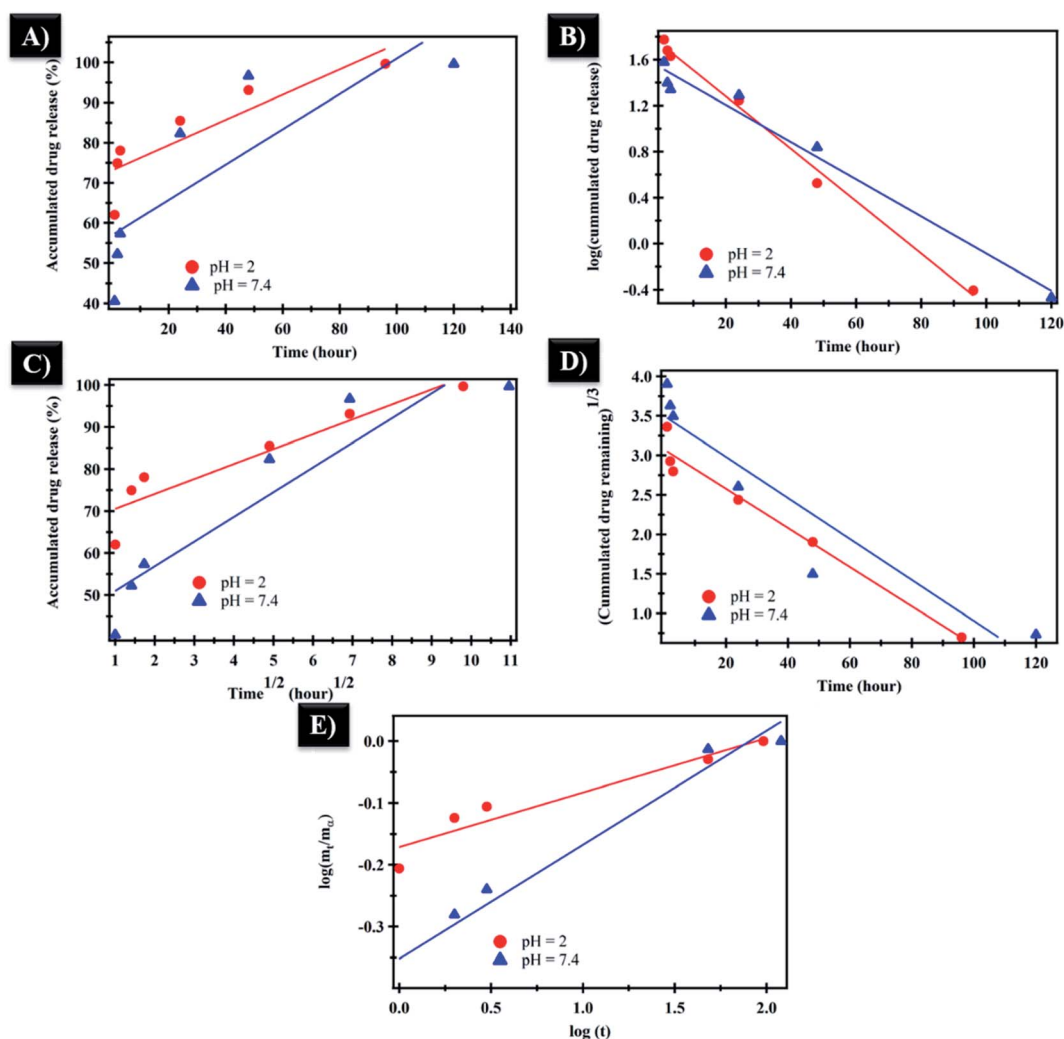 A)
Accumulated drug release (%)
100
90
80
70
60
50
40
pH = 2
pH = 7.4
20 40 60 80 100 120 140
Time (hour)
B)
log(cummulated drug release)
1.6
1.2
0.8
0.4
0.0
-0.4
pH = 2
pH = 7.4
20 40 60 80 100 120
Time (hour)
C)
Accumulated drug release (%)
100
90
80
70
60
50
pH = 2
pH = 7.4
1 2 3 4 5 6 7 8 9 10 11
Time1/2 (hour)1/2
D)
(Cummulated drug remaining)1/3
4.0
3.5
3.0
2.5
2.0
1.5
1.0
pH = 2
pH = 7.4
20 40 60 80 100 120
Time (hour)
E)
log(mt/mα)
0.0
-0.1
-0.2
-0.3
pH = 2
pH = 7.4
0.0 0.5 1.0 1.5 2.0
log (t)